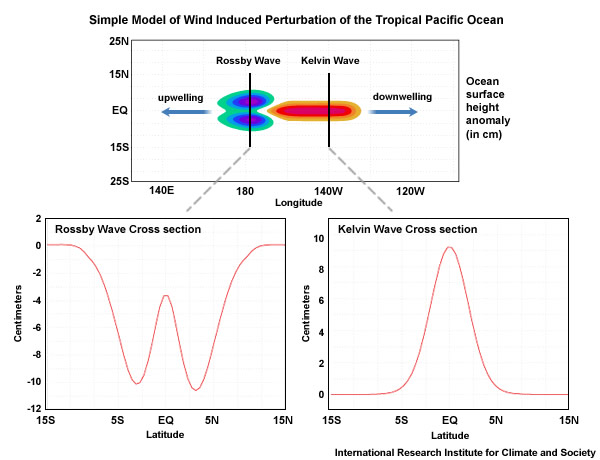 Simple Model of Wind Induced Perturbation of the Tropical Pacific Ocean
25N
15N
EQ
15S
25S
Rossby Wave Kelvin Wave
upwelling
downwelling
Ocean
surface
height
anomaly
(in cm)
140E 180 140W 120W
Longitude
Rossby Wave Cross section
2
0
-2
-4
-6
-8
-10
-12
Centimeters
15S 5S EQ 5N 15N
Latitude
Kelvin Wave Cross section
10
8
6
4
2
0
Centimeters
15S 5S EQ 5N 15N
Latitude
International Research Institute for Climate and Society